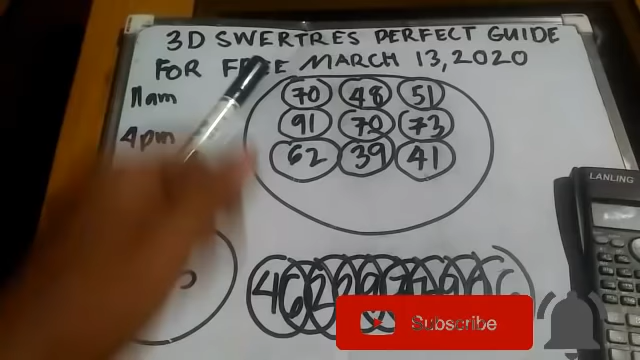 3D SWERTRES PERFECT GUIDE
FOR FREE MARCH 13, 2020
11am
4pm
70 48 51
91 70 73
62 39 41
LANLING
Subscribe